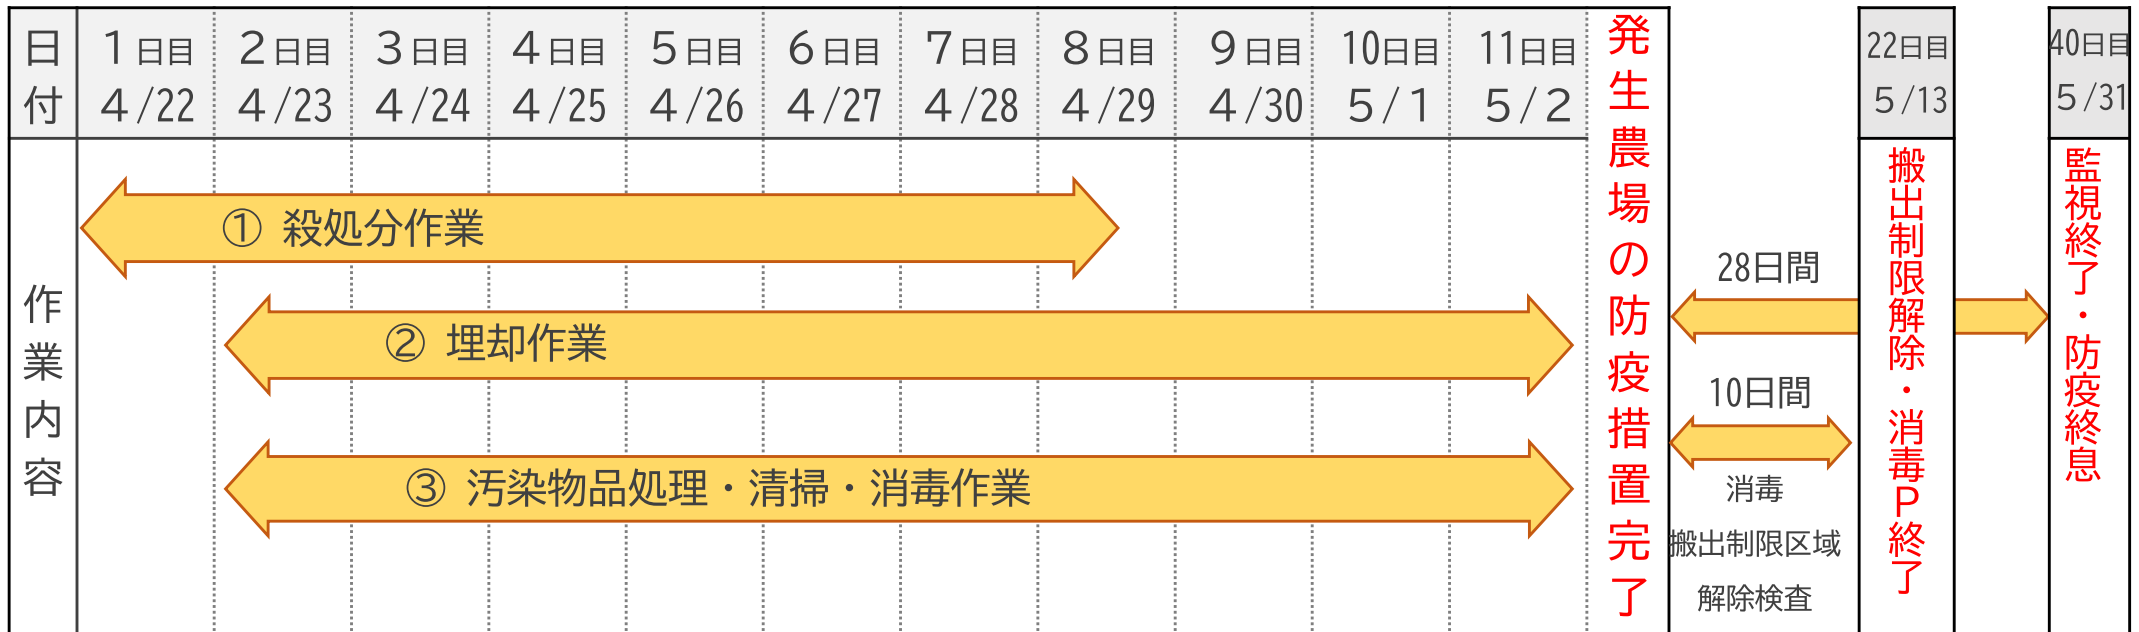 日付
1日目 2日目 3日目 4日目 5日目 6日目 7日目 8日目 9日目 10日目 11日目
4/22 4/23 4/24 4/25 4/26 4/27 4/28 4/29 4/30 5/1 5/2
発生農場の防疫措置完了
22日目
5/13
40日目
5/31
作業内容
① 殺処分作業
② 埋却作業
③ 汚染物品処理・清掃・消毒作業
28日間
10日間
消毒
搬出制限区域
解除検査
搬出制限解除・消毒P終了
監視終了・防疫終息